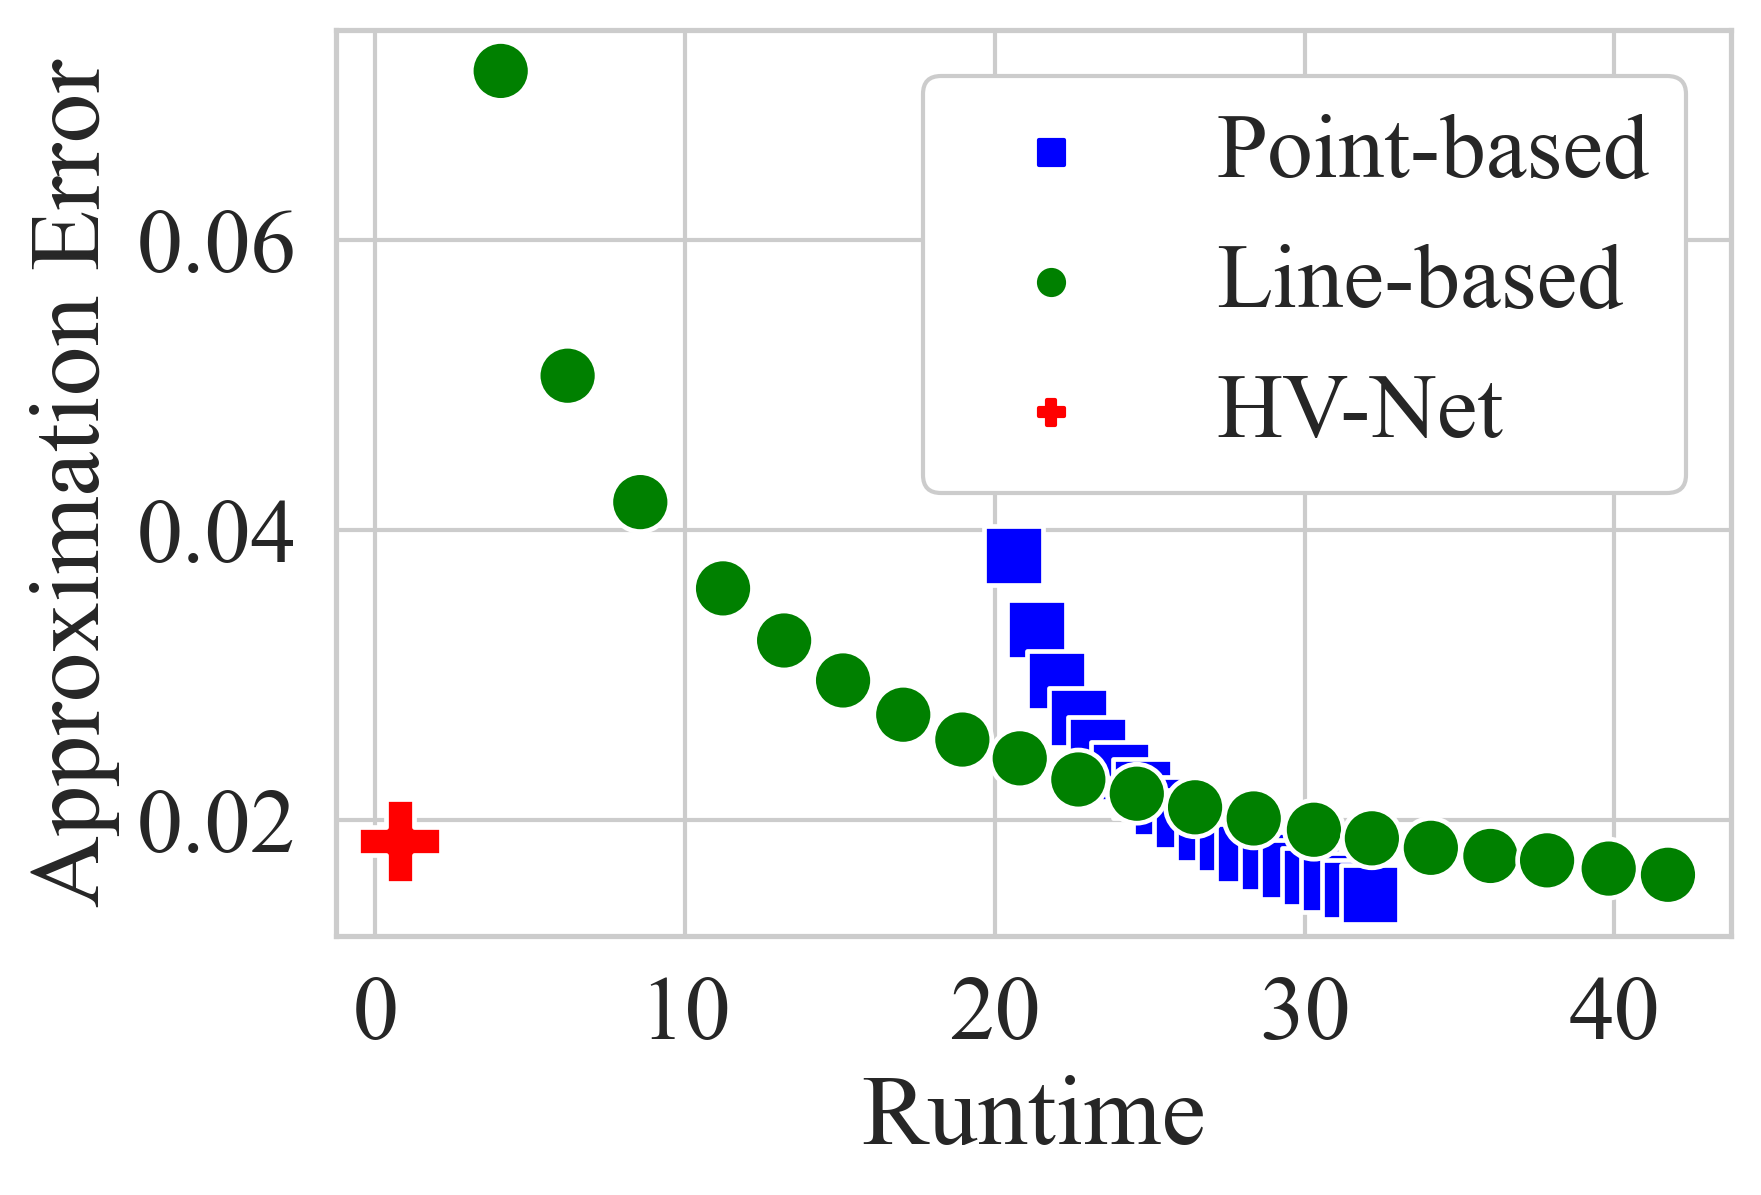 Approximation Error
0.06
0.04
0.02
Point-based
Line-based
HV-Net
0 10 20 30 40
Runtime